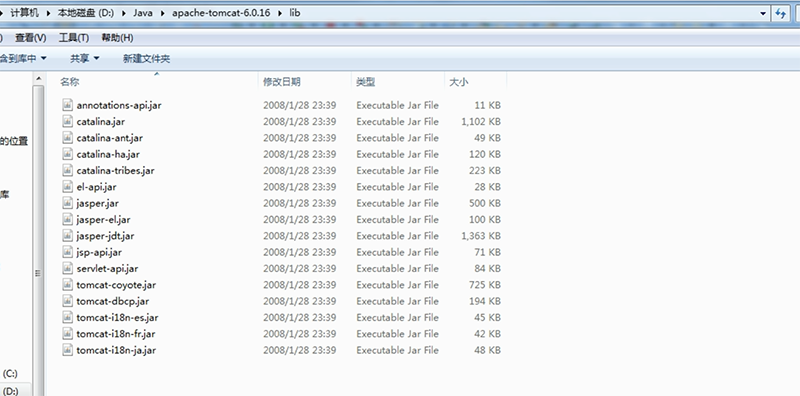 计算机 ▸ 本地磁盘 (D:) ▸ Java ▸ apache-tomcat-6.0.16 ▸ lib
) 查看(V) 工具(T) 帮助(H)
含到库中 共享 新建文件夹
名称 修改日期 类型 大小
annotations-api.jar 2008/1/28 23:39 Executable Jar File 11 KB
catalina.jar 2008/1/28 23:39 Executable Jar File 1,102 KB
catalina-ant.jar 2008/1/28 23:39 Executable Jar File 49 KB
的位置
catalina-ha.jar 2008/1/28 23:39 Executable Jar File 120 KB
catalina-tribes.jar 2008/1/28 23:39 Executable Jar File 223 KB
el-api.jar 2008/1/28 23:39 Executable Jar File 28 KB
库
jasper.jar 2008/1/28 23:39 Executable Jar File 500 KB
jasper-el.jar 2008/1/28 23:39 Executable Jar File 100 KB
jasper-jdt.jar 2008/1/28 23:39 Executable Jar File 1,363 KB
jsp-api.jar 2008/1/28 23:39 Executable Jar File 71 KB
servlet-api.jar 2008/1/28 23:39 Executable Jar File 84 KB
tomcat-coyote.jar 2008/1/28 23:39 Executable Jar File 725 KB
tomcat-dbcp.jar 2008/1/28 23:39 Executable Jar File 194 KB
tomcat-i18n-es.jar 2008/1/28 23:39 Executable Jar File 45 KB
tomcat-i18n-fr.jar 2008/1/28 23:39 Executable Jar File 42 KB
tomcat-i18n-ja.jar 2008/1/28 23:39 Executable Jar File 48 KB
(C:)
(D:)